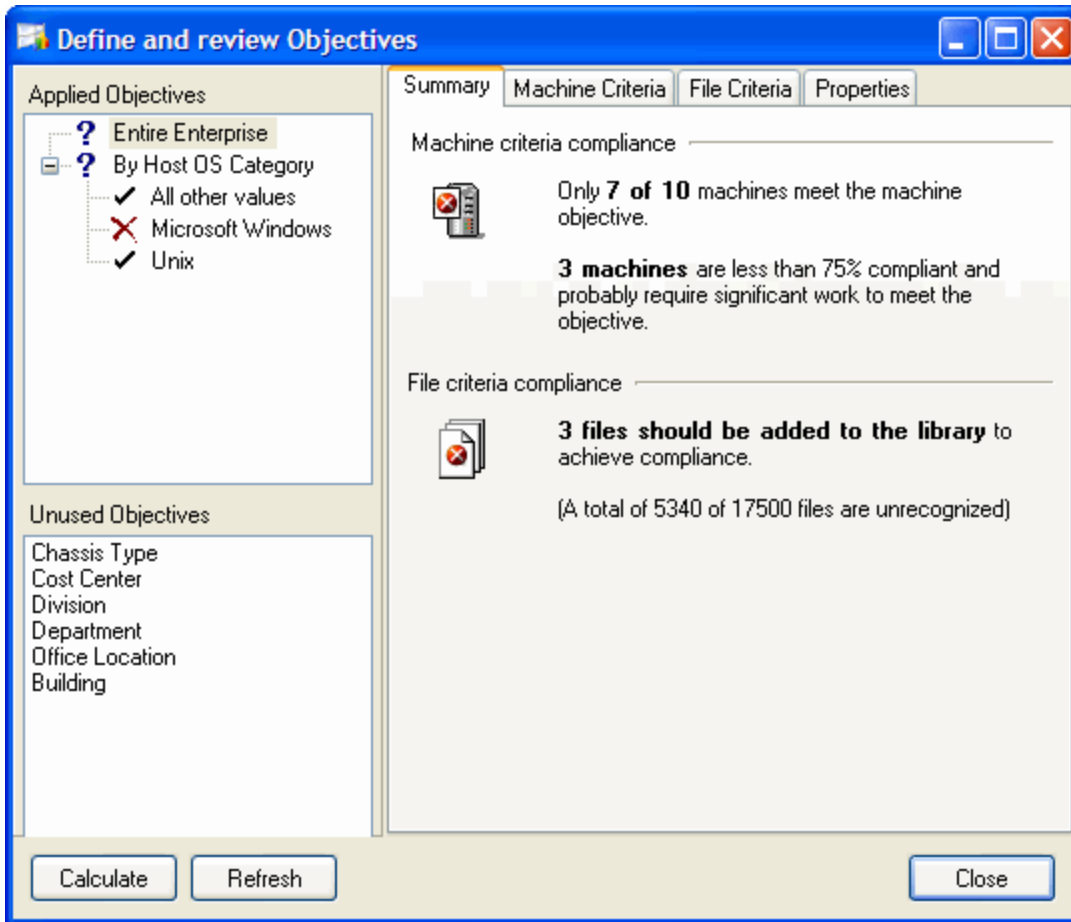 Define and review Objectives
Applied Objectives
? Entire Enterprise
? By Host OS Category
All other values
Microsoft Windows
Unix
Unused Objectives
Chassis Type
Cost Center
Division
Department
Office Location
Building
Summary
Machine Criteria
File Criteria
Properties
Machine criteria compliance
Only 7 of 10 machines meet the machine
objective.
3 machines are less than 75% compliant and
probably require significant work to meet the
objective.
File criteria compliance
3 files should be added to the library to
achieve compliance.
(A total of 5340 of 17500 files are unrecognized)
Calculate
Refresh
Close